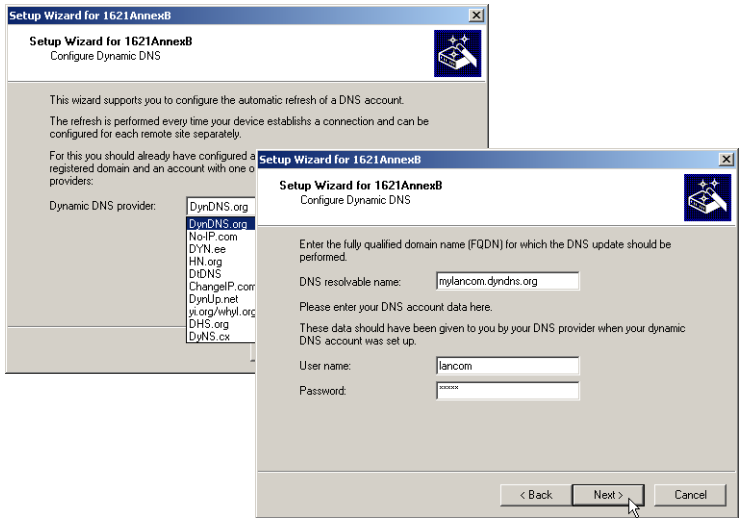 Setup Wizard for 1621AnnexB
Setup Wizard for 1621AnnexB
Configure Dynamic DNS
This wizard supports you to configure the automatic refresh of a DNS account.
The refresh is performed every time your device establishs a connection and can be
configured for each remote site separately.
For this you should already have configured a
registered domain and an account with one o
providers:
Dynamic DNS provider:
DynDNS.org
DynDNS.org
No-IP.com
DYN.ee
HN.org
DtDNS
ChangeIP.com
DynUp.net
yi.org/whyI.org
DHS.org
DyNS.cx
Setup Wizard for 1621AnnexB
Setup Wizard for 1621AnnexB
Configure Dynamic DNS
Enter the fully qualified domain name (FQDN) for which the DNS update should be
performed.
DNS resolvable name:
mylancom.dyndns.org
Please enter your DNS account data here.
These data should have been given to you by your DNS provider when your dynamic
DNS account was set up.
User name:
lancom
Password:
×××××
< Back
Next >
Cancel